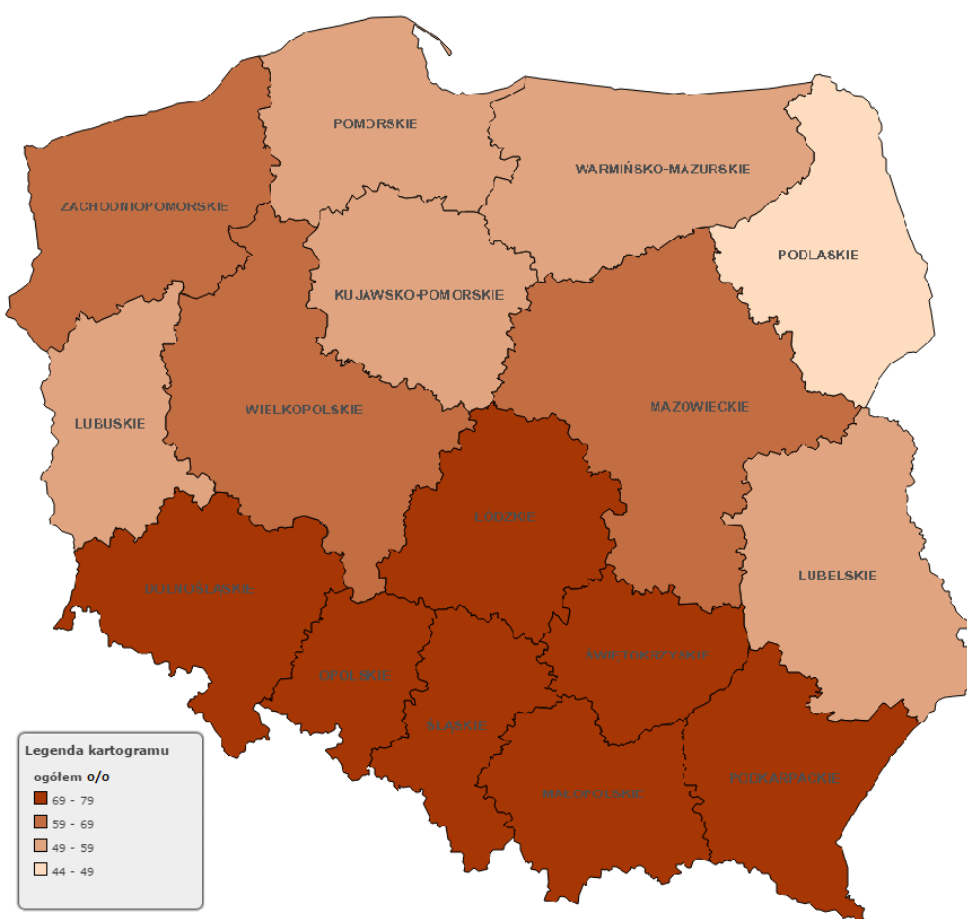 POMORSKIE
WARMIŃSKO-MAZURSKIE
ZACHODNIOPOMORSKIE
PODLASKIE
KUJAWSKO-POMORSKIE
WIELKOPOLSKIE
MAZOWIECKIE
LUBUSKIE
ŁÓDZKIE
LUBELSKIE
DOLNOŚLĄSKIE
ŚWIĘTOKRZYSKIE
OPOLSKIE
ŚLĄSKIE
PODKARPACKIE
MAŁOPOLSKIE
Legenda kartogramu
ogółem o/o
69 - 79
59 - 69
49 - 59
44 - 49